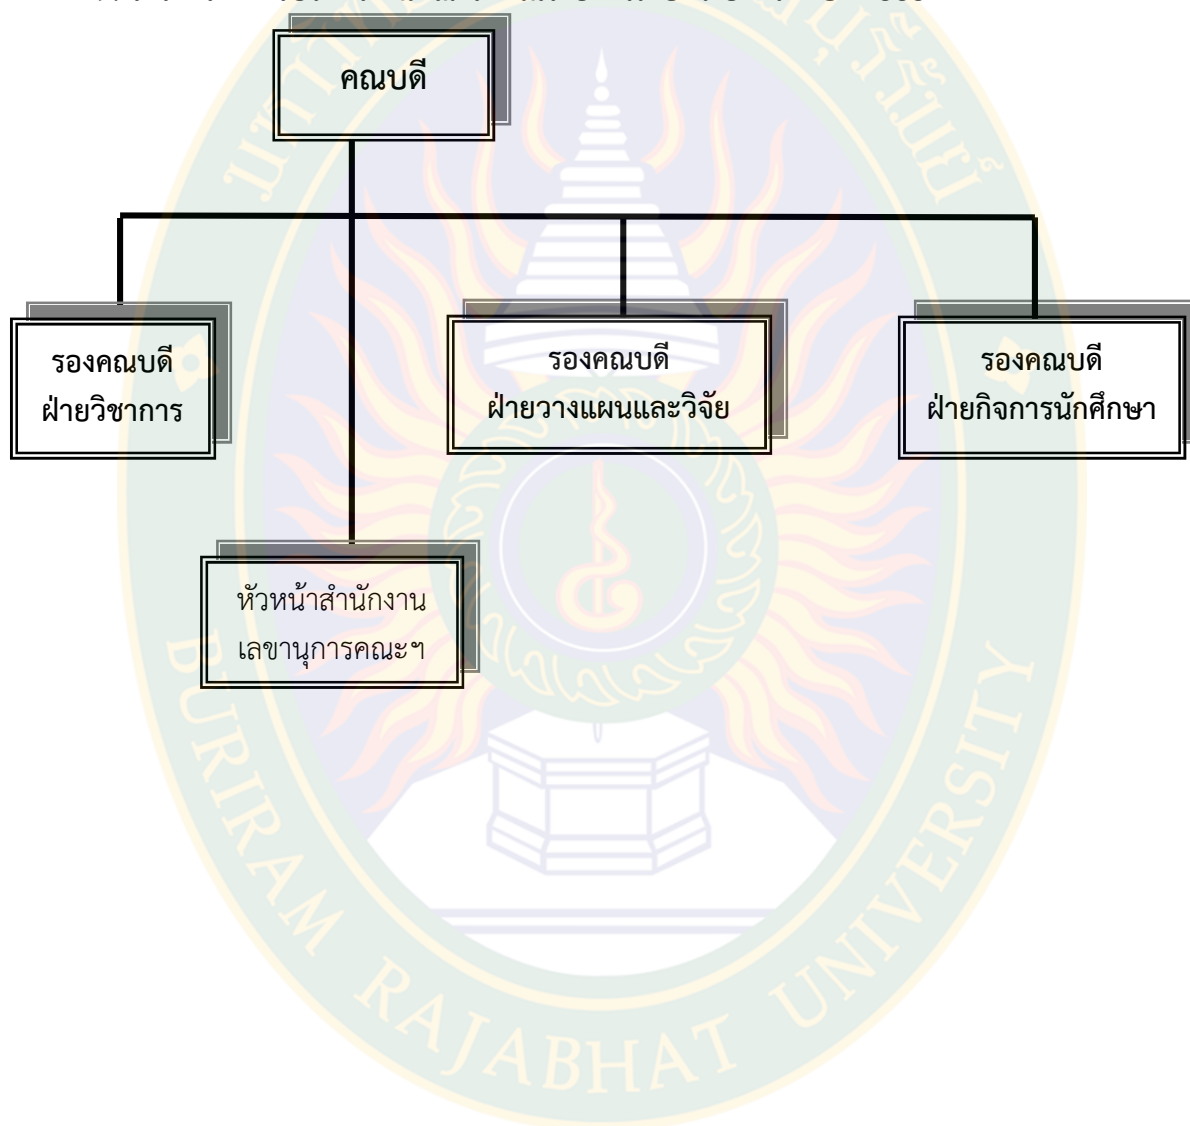 คณบดี
รองคณบดี
ฝ่ายวิชาการ
รองคณบดี
ฝ่ายวางแผนและวิจัย
รองคณบดี
ฝ่ายกิจการนักศึกษา
หัวหน้าสำนักงาน
เลขานุการคณะฯ
BURIRAM RAJABHAT UNIVERSITY